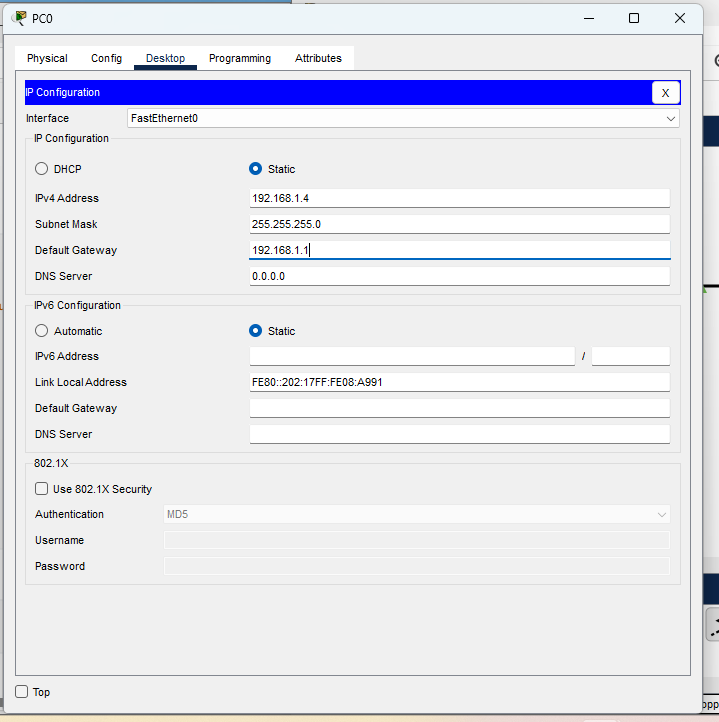 PC0
Physical Config Desktop Programming Attributes
IP Configuration X
Interface FastEthernet0
IP Configuration
DHCP Static
IPv4 Address 192.168.1.4
Subnet Mask 255.255.255.0
Default Gateway 192.168.1.1
DNS Server 0.0.0.0
IPv6 Configuration
Automatic Static
IPv6 Address /
Link Local Address FE80::202:17FF:FE08:A991
Default Gateway
DNS Server
802.1X
Use 802.1X Security
Authentication MD5
Username
Password
Top